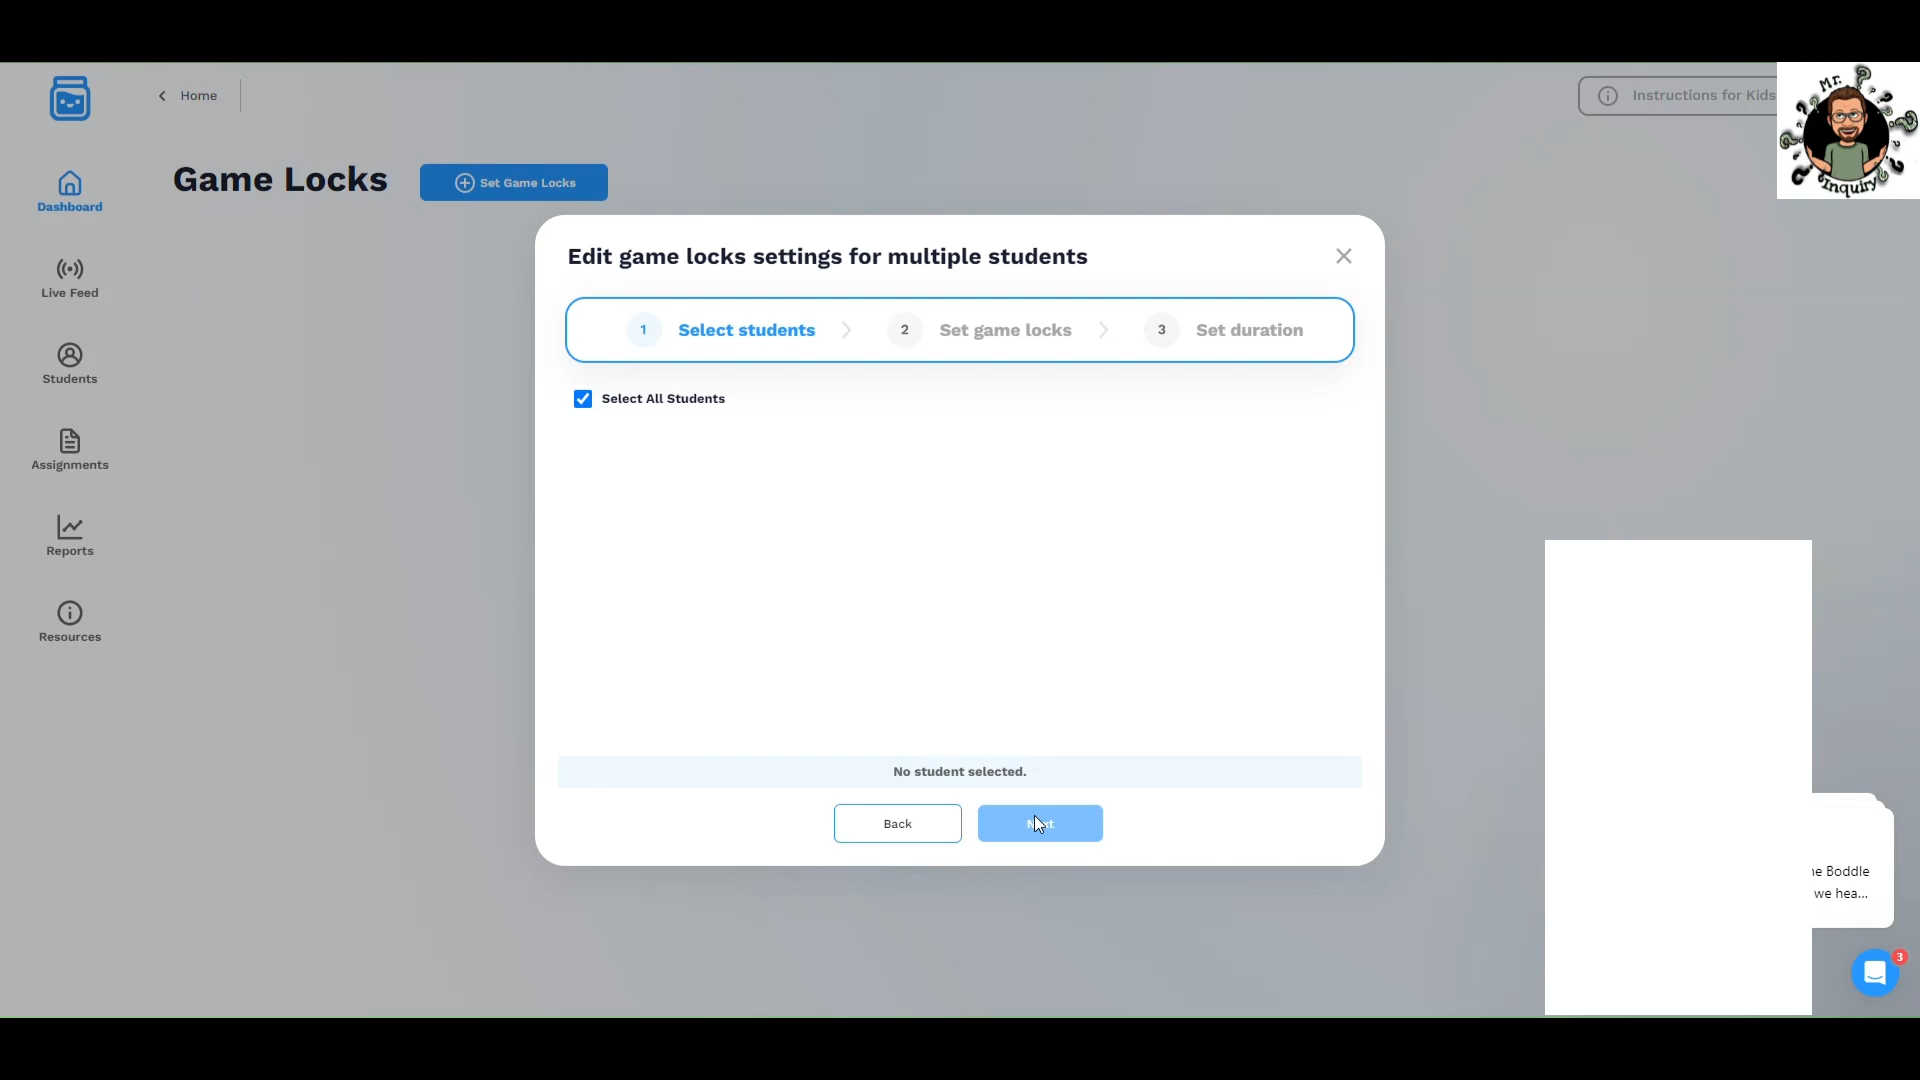 Home
Instructions for Kids
Mr.
Inquiry
Game Locks
Set Game Locks
Dashboard
Live Feed
Students
Assignments
Reports
Resources
Edit game locks settings for multiple students
1 Select students
2 Set game locks
3 Set duration
Select All Students
No student selected.
Back
Boddle
we hea...
3